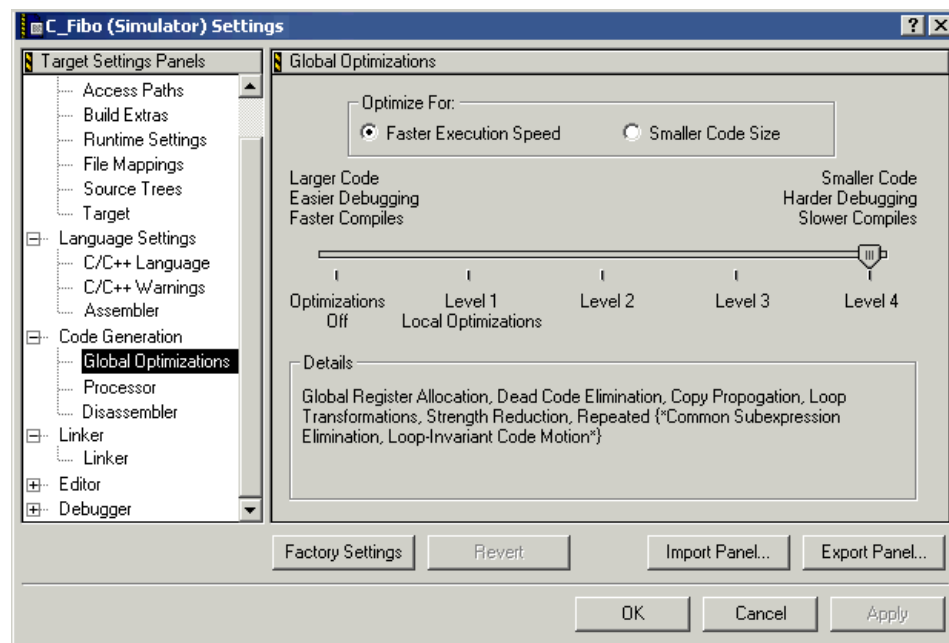 C_Fibo (Simulator) Settings
Target Settings Panels
Access Paths
Build Extras
Runtime Settings
File Mappings
Source Trees
Target
Language Settings
C/C++ Language
C/C++ Warnings
Assembler
Code Generation
Global Optimizations
Processor
Disassembler
Linker
Linker
Editor
Debugger
Global Optimizations
Optimize For:
Faster Execution Speed
Smaller Code Size
Larger Code
Easier Debugging
Faster Compiles
Smaller Code
Harder Debugging
Slower Compiles
Optimizations
Off
Level 1
Local Optimizations
Level 2
Level 3
Level 4
Details
Global Register Allocation, Dead Code Elimination, Copy Propogation, Loop
Transformations, Strength Reduction, Repeated {*Common Subexpression
Elimination, Loop-Invariant Code Motion*}
Factory Settings
Revert
Import Panel...
Export Panel...
OK
Cancel
Apply